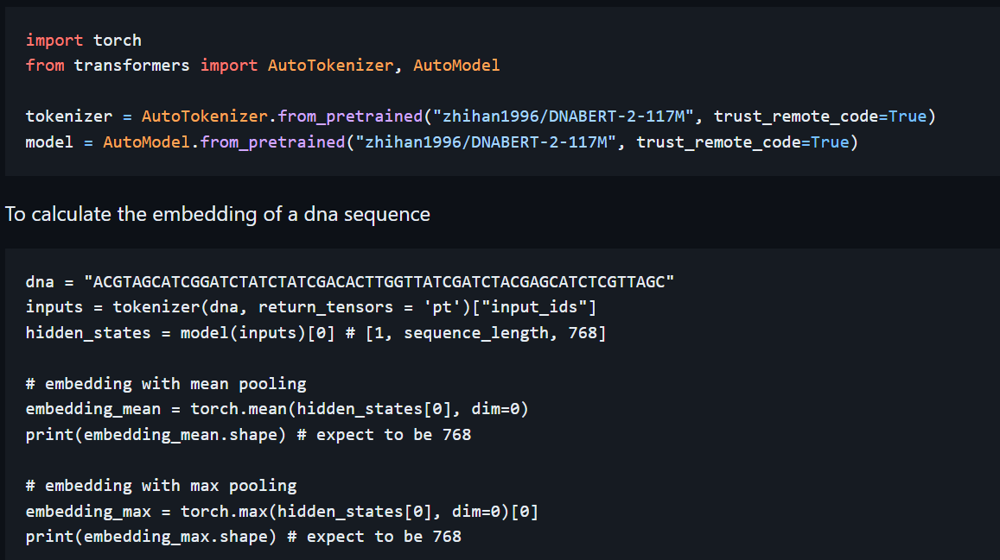 import torch
from transformers import AutoTokenizer, AutoModel
tokenizer = AutoTokenizer.from_pretrained("zhihan1996/DNABERT-2-117M", trust_remote_code=True)
model = AutoModel.from_pretrained("zhihan1996/DNABERT-2-117M", trust_remote_code=True)
To calculate the embedding of a dna sequence
dna = "ACGTAGCATCGGATCTATCTATCGACACTTGGTTATCGATCTACGAGCATCTCGTTAGC"
inputs = tokenizer(dna, return_tensors = 'pt')["input_ids"]
hidden_states = model(inputs)[0] # [1, sequence_length, 768]
# embedding with mean pooling
embedding_mean = torch.mean(hidden_states[0], dim=0)
print(embedding_mean.shape) # expect to be 768
# embedding with max pooling
embedding_max = torch.max(hidden_states[0], dim=0)[0]
print(embedding_max.shape) # expect to be 768